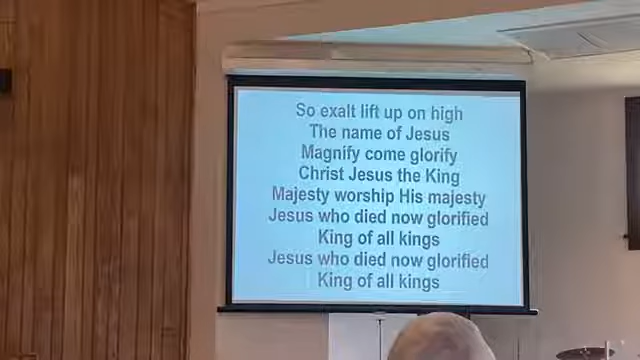 So exalt lift up on high
The name of Jesus
Magnify come glorify
Christ Jesus the King
Majesty worship His majesty
Jesus who died now glorified
King of all kings
Jesus who died now glorified
King of all kings